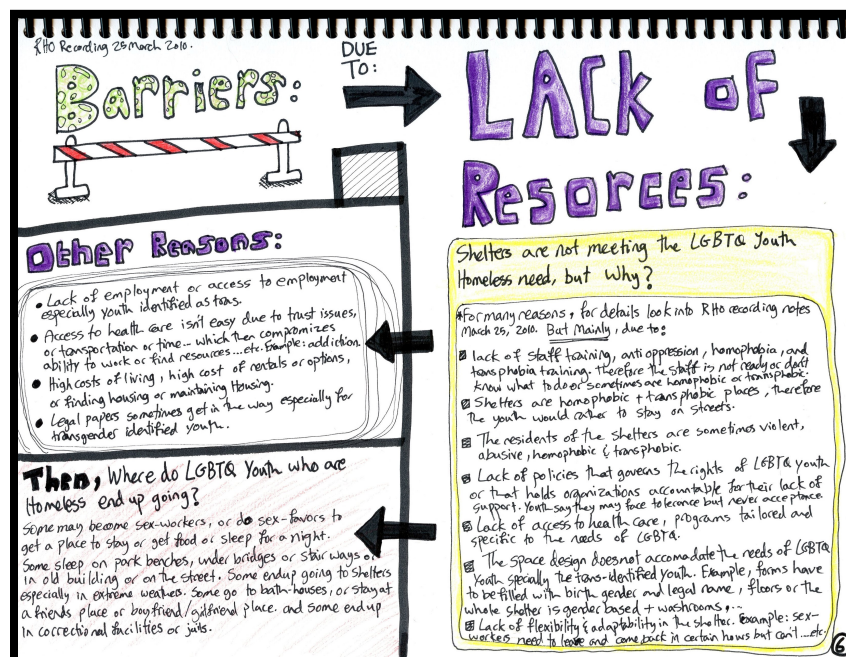 RHO Recording 25 March 2010.
Barriers:
DUE
TO:
LACK OF
Resorces:
Shelters are not meeting the LGBTQ Youth
Homeless need, but Why?
*For many reasons, for details look into RHO recording notes
March 25, 2010. But Mainly, due to:
lack of staff training, anti oppression, homophobia, and
transphobia training. therefore the staff is not ready or don't
know what to do or sometimes are homophobic or transphobic.
Shelters are homophobic + transphobic places, therefore
the youth would rather to stay on streets.
The residents of the shelters are sometimes violent,
abusive, homophobic & transphobic.
Lack of policies that governs the rights of LGBTQ youth
or that holds organizations accountable for their lack of
support. Youth say they may face tolerance but never acceptance.
Lack of access to health care, programs tailored and
specific to the needs of LGBTQ.
The space design does not accomodate the needs of LGBTQ
Youth specially the trans-identified youth. Example, forms have
to be filled with birth gender and legal name, floors or the
whole shelter is gender based + washrooms,...
Lack of flexibility & adaptability in the shelter. Example: sex-
workers need to leave and come back in certain hours but can't....etc.
6
Other Reasons:
Lack of employment or access to employment
especially youth identified as trans.
Access to health care isn't easy due to trust issues,
or transportation or time... which then compromizes
ability to work or find resources...etc. Example: addiction.
High costs of living, high cost of rentals or options,
or finding housing or maintaining Housing.
Legal papers sometimes get in the way especially for
transgender identified youth.
Then, Where do LGBTQ Youth who are
Homeless end up going?
Some may become sex-workers, or do sex-favors to
get a place to stay or get food or sleep for a night.
Some sleep on park benches, under bridges or stair ways or
in old building or on the street. Some endup going to shelters
especially in extreme weathers. Some go to bath-houses, or stay at
a friends place or boyfriend/girlfriend place. and some end up
in correctional facilities or jails.